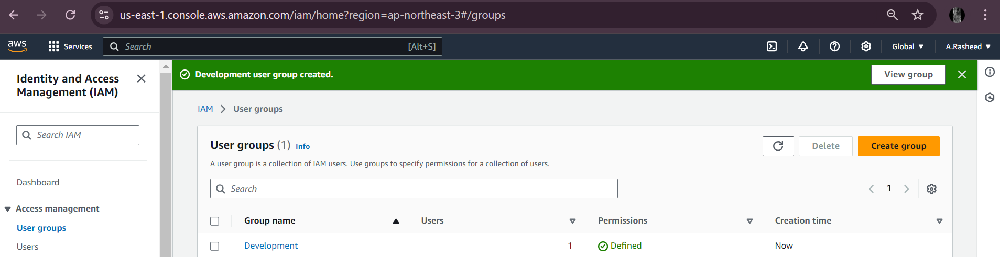 us-east-1.console.aws.amazon.com/iam/home?region=ap-northeast-3#/groups
aws
Services
Search
[Alt+S]
Global
A.Rasheed
Identity and Access
Management (IAM)
Search IAM
Dashboard
Access management
User groups
Users
Development user group created.
View group
IAM
User groups
User groups (1) Info
Delete
Create group
A user group is a collection of IAM users. Use groups to specify permissions for a collection of users.
Search
1
Group name Users Permissions Creation time
Development 1 Defined Now